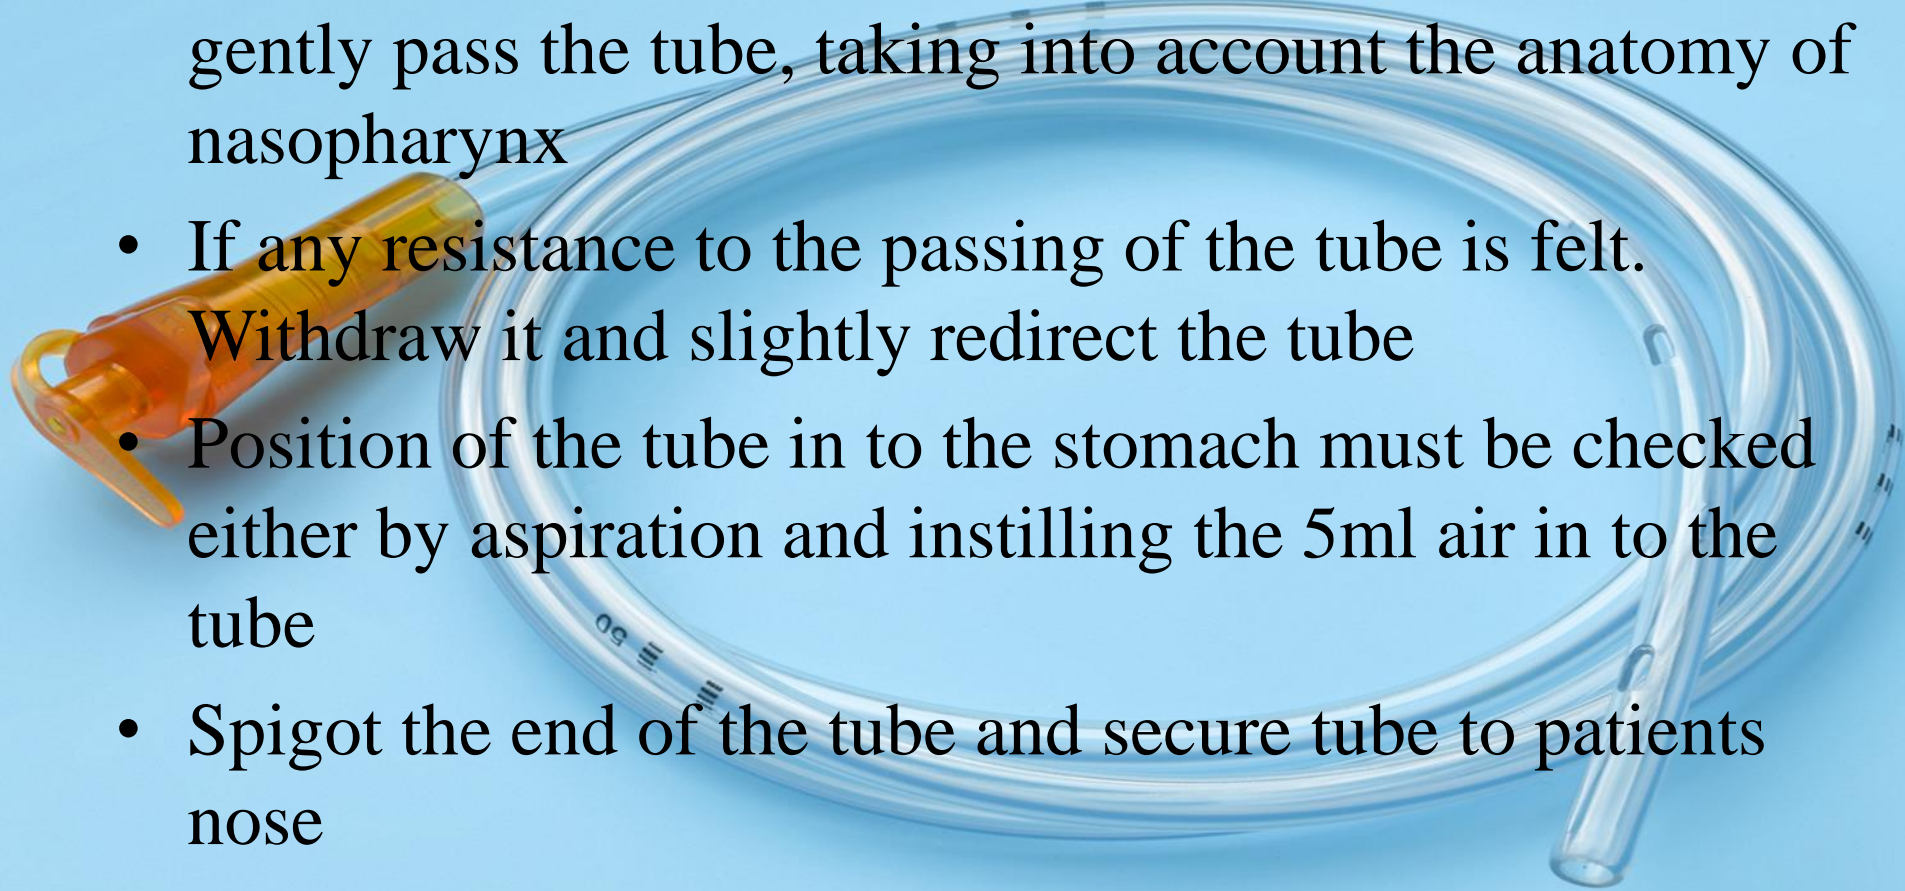 gently pass the tube, taking into account the anatomy of
nasopharynx
• If any resistance to the passing of the tube is felt.
Withdraw it and slightly redirect the tube
• Position of the tube in to the stomach must be checked
either by aspiration and instilling the 5ml air in to the
tube
• Spigot the end of the tube and secure tube to patients
nose
50